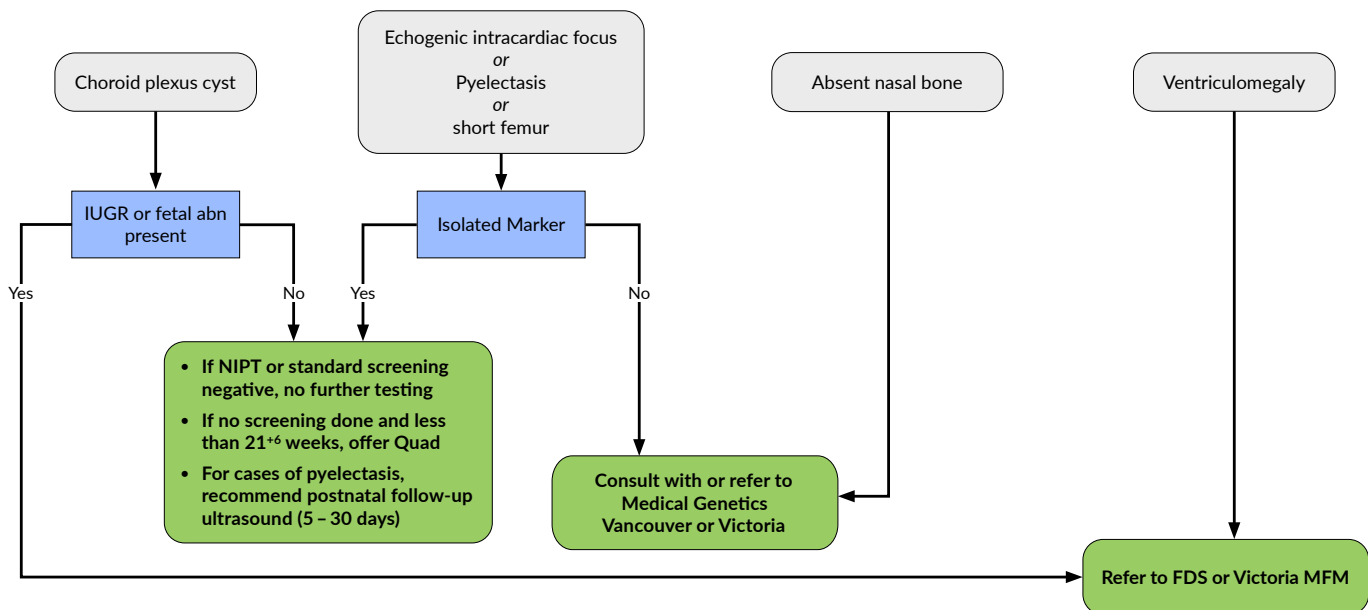 Choroid plexus cyst
Echogenic intracardiac focus
or
Pyelectasis
or
short femur
Absent nasal bone
Ventriculomegaly
IUGR or fetal abn
present
Isolated Marker
Yes
No
Yes
No
• If NIPT or standard screening
negative, no further testing
• If no screening done and less
than 21⁺⁶ weeks, offer Quad
• For cases of pyelectasis,
recommend postnatal follow-up
ultrasound (5 – 30 days)
Consult with or refer to
Medical Genetics
Vancouver or Victoria
Refer to FDS or Victoria MFM